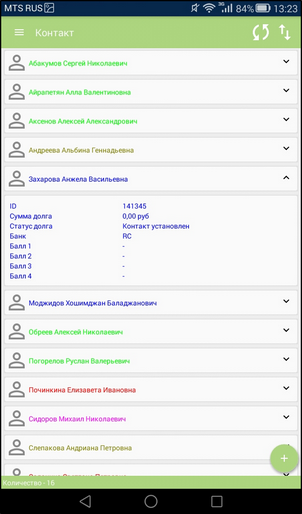 MTS RUS 3G 84% 13:23
Контакт
Абакумов Сергей Николаевич
Айрапетян Алла Валентиновна
Аксенов Алексей Александрович
Андреева Альбина Геннадьевна
Захарова Анжела Васильевна
ID 141345
Сумма долга 0,00 руб
Статус долга Контакт установлен
Банк RC
Балл 1 -
Балл 2 -
Балл 3 -
Балл 4 -
Моджидов Хошимджан Баладжанович
Обреев Алексей Николаевич
Погорелов Руслан Валерьевич
Починкина Елизавета Ивановна
Сидоров Михаил Николаевич
Слепакова Андриана Петровна
Количество - 16